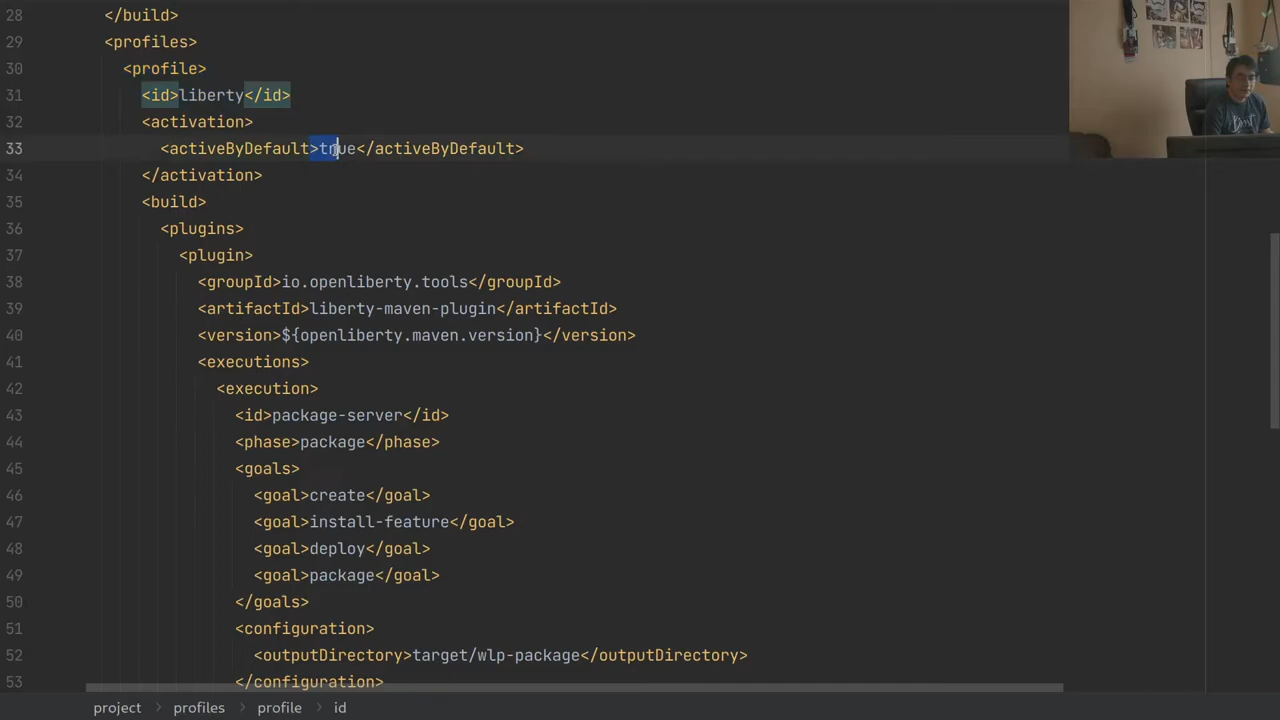 28 </build>
29 <profiles>
30 <profile>
31 <id>liberty</id>
32 <activation>
33 <activeByDefault>true</activeByDefault>
34 </activation>
35 <build>
36 <plugins>
37 <plugin>
38 <groupId>io.openliberty.tools</groupId>
39 <artifactId>liberty-maven-plugin</artifactId>
40 <version>${openliberty.maven.version}</version>
41 <executions>
42 <execution>
43 <id>package-server</id>
44 <phase>package</phase>
45 <goals>
46 <goal>create</goal>
47 <goal>install-feature</goal>
48 <goal>deploy</goal>
49 <goal>package</goal>
50 </goals>
51 <configuration>
52 <outputDirectory>target/wlp-package</outputDirectory>
53 </configuration>
project profiles profile id